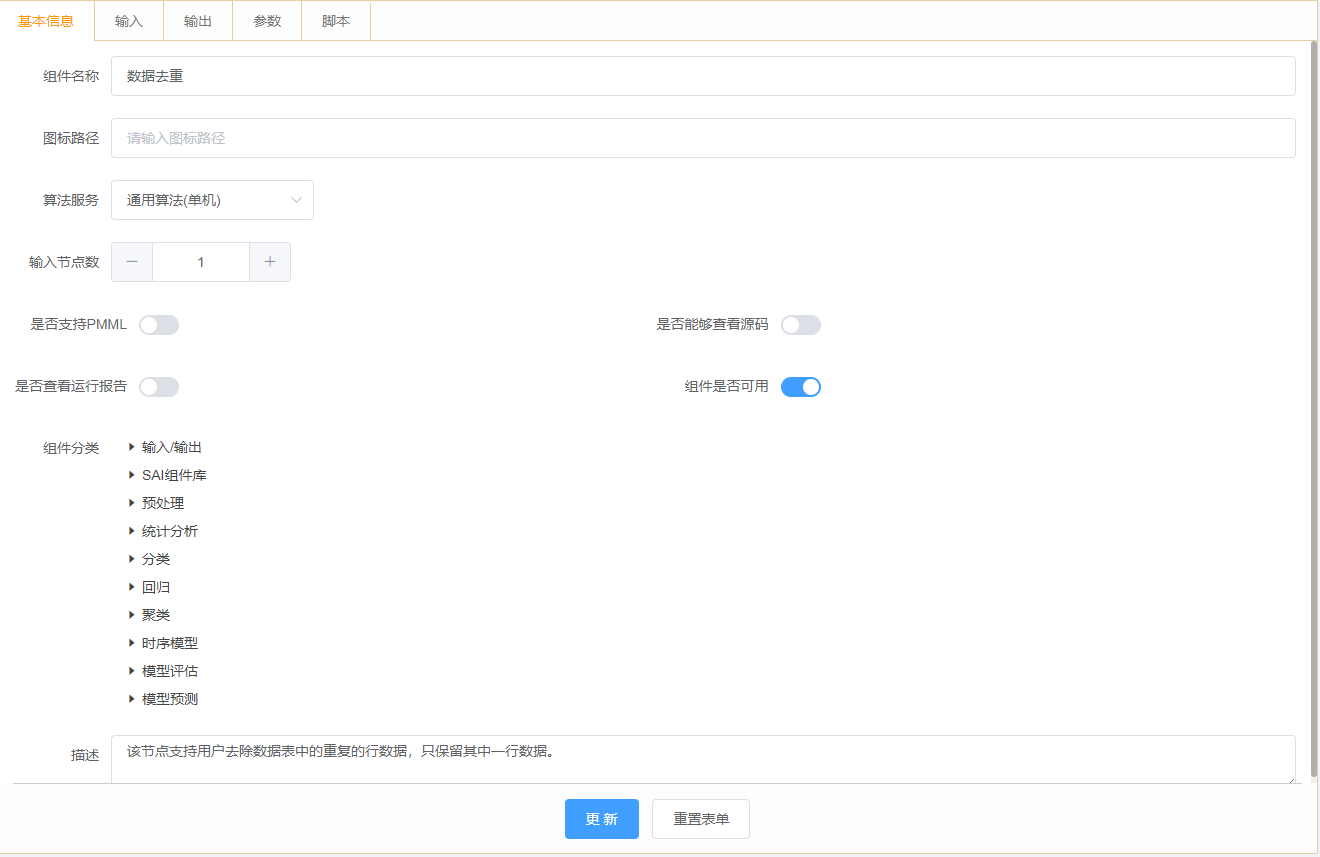 基本信息 输入 输出 参数 脚本
组件名称 数据去重
图标路径 请输入图标路径
算法服务 通用算法(单机)
输入节点数 1
是否支持PMML 是否能够查看源码
是否查看运行报告 组件是否可用
组件分类 输入/输出
SAI组件库
预处理
统计分析
分类
回归
聚类
时序模型
模型评估
模型预测
描述 该节点支持用户去除数据表中的重复的行数据，只保留其中一行数据。
更新 重置表单